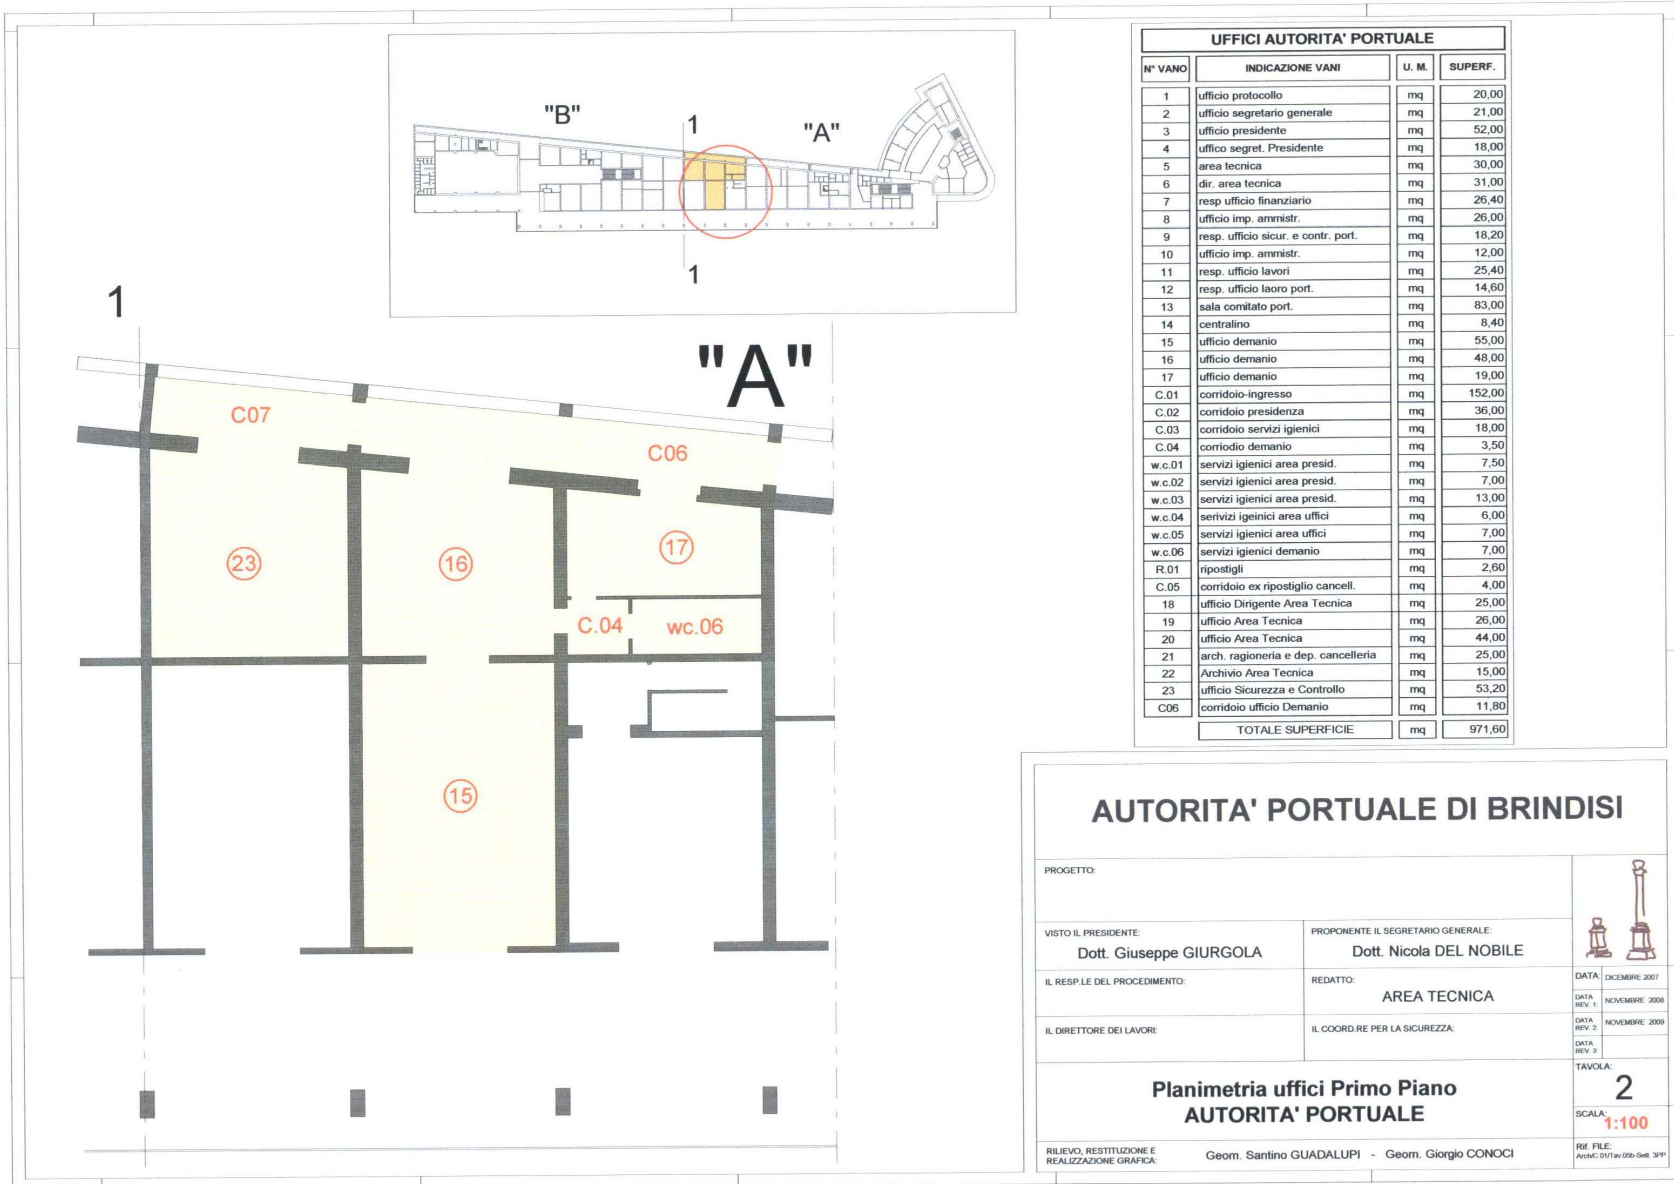 "B"
1
"A"
1
1
"A"
C07
C06
23
16
17
C.04
wc.06
15
UFFICI AUTORITA' PORTUALE
N° VANO INDICAZIONE VANI U. M. SUPERF.
1 ufficio protocollo mq 20,00
2 ufficio segretario generale mq 21,00
3 ufficio presidente mq 52,00
4 uffico segret. Presidente mq 18,00
5 area tecnica mq 30,00
6 dir. area tecnica mq 31,00
7 resp ufficio finanziario mq 26,40
8 ufficio imp. ammistr. mq 26,00
9 resp. ufficio sicur. e contr. port. mq 18,20
10 ufficio imp. ammistr. mq 12,00
11 resp. ufficio lavori mq 25,40
12 resp. ufficio laoro port. mq 14,60
13 sala comitato port. mq 83,00
14 centralino mq 8,40
15 ufficio demanio mq 55,00
16 ufficio demanio mq 48,00
17 ufficio demanio mq 19,00
C.01 corridoio-ingresso mq 152,00
C.02 corridoio presidenza mq 36,00
C.03 corridoio servizi igienici mq 18,00
C.04 corriodio demanio mq 3,50
w.c.01 servizi igienici area presid. mq 7,50
w.c.02 servizi igienici area presid. mq 7,00
w.c.03 servizi igienici area presid. mq 13,00
w.c.04 serivizi igeinici area uffici mq 6,00
w.c.05 servizi igienici area uffici mq 7,00
w.c.06 servizi igienici demanio mq 7,00
R.01 ripostigli mq 2,60
C.05 corridoio ex ripostiglio cancell. mq 4,00
18 ufficio Dirigente Area Tecnica mq 25,00
19 ufficio Area Tecnica mq 26,00
20 ufficio Area Tecnica mq 44,00
21 arch. ragioneria e dep. cancelleria mq 25,00
22 Archivio Area Tecnica mq 15,00
23 ufficio Sicurezza e Controllo mq 53,20
C06 corridoio ufficio Demanio mq 11,80
TOTALE SUPERFICIE mq 971,60
AUTORITA' PORTUALE DI BRINDISI
PROGETTO:
VISTO IL PRESIDENTE:
Dott. Giuseppe GIURGOLA
PROPONENTE IL SEGRETARIO GENERALE:
Dott. Nicola DEL NOBILE
IL RESP.LE DEL PROCEDIMENTO:
REDATTO:
AREA TECNICA
IL DIRETTORE DEI LAVORI:
IL COORD.RE PER LA SICUREZZA:
DATA: DICEMBRE 2007
DATA REV. 1: NOVEMBRE 2008
DATA REV. 2: NOVEMBRE 2009
DATA REV. 3:
Planimetria uffici Primo Piano
AUTORITA' PORTUALE
TAVOLA:
2
SCALA:
1:100
RILIEVO, RESTITUZIONE E
REALIZZAZIONE GRAFICA:
Geom. Santino GUADALUPI - Geom. Giorgio CONOCI
Rif. FILE:
Arch/C 01/Tav.05b-Sett. 3PP